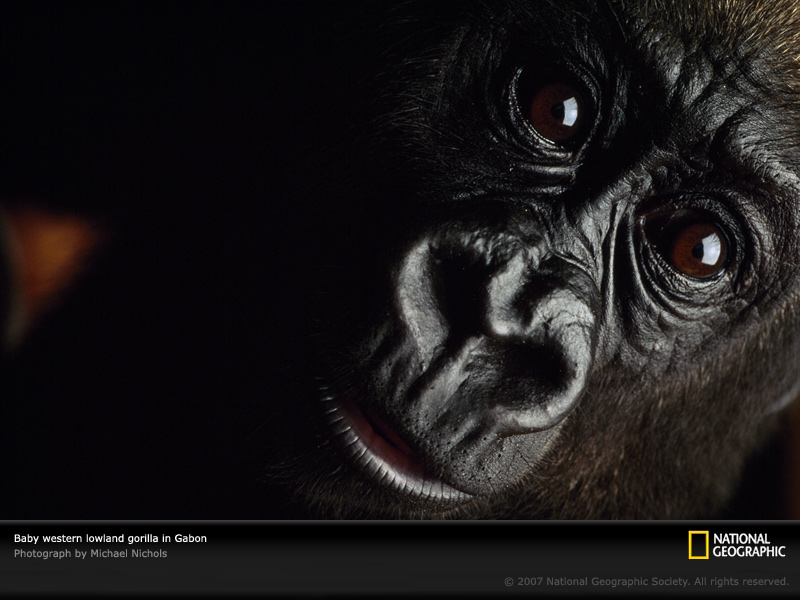 Baby western lowland gorilla in Gabon
Photograph by Michael Nichols
NATIONAL
GEOGRAPHIC
© 2007 National Geographic Society. All rights reserved.